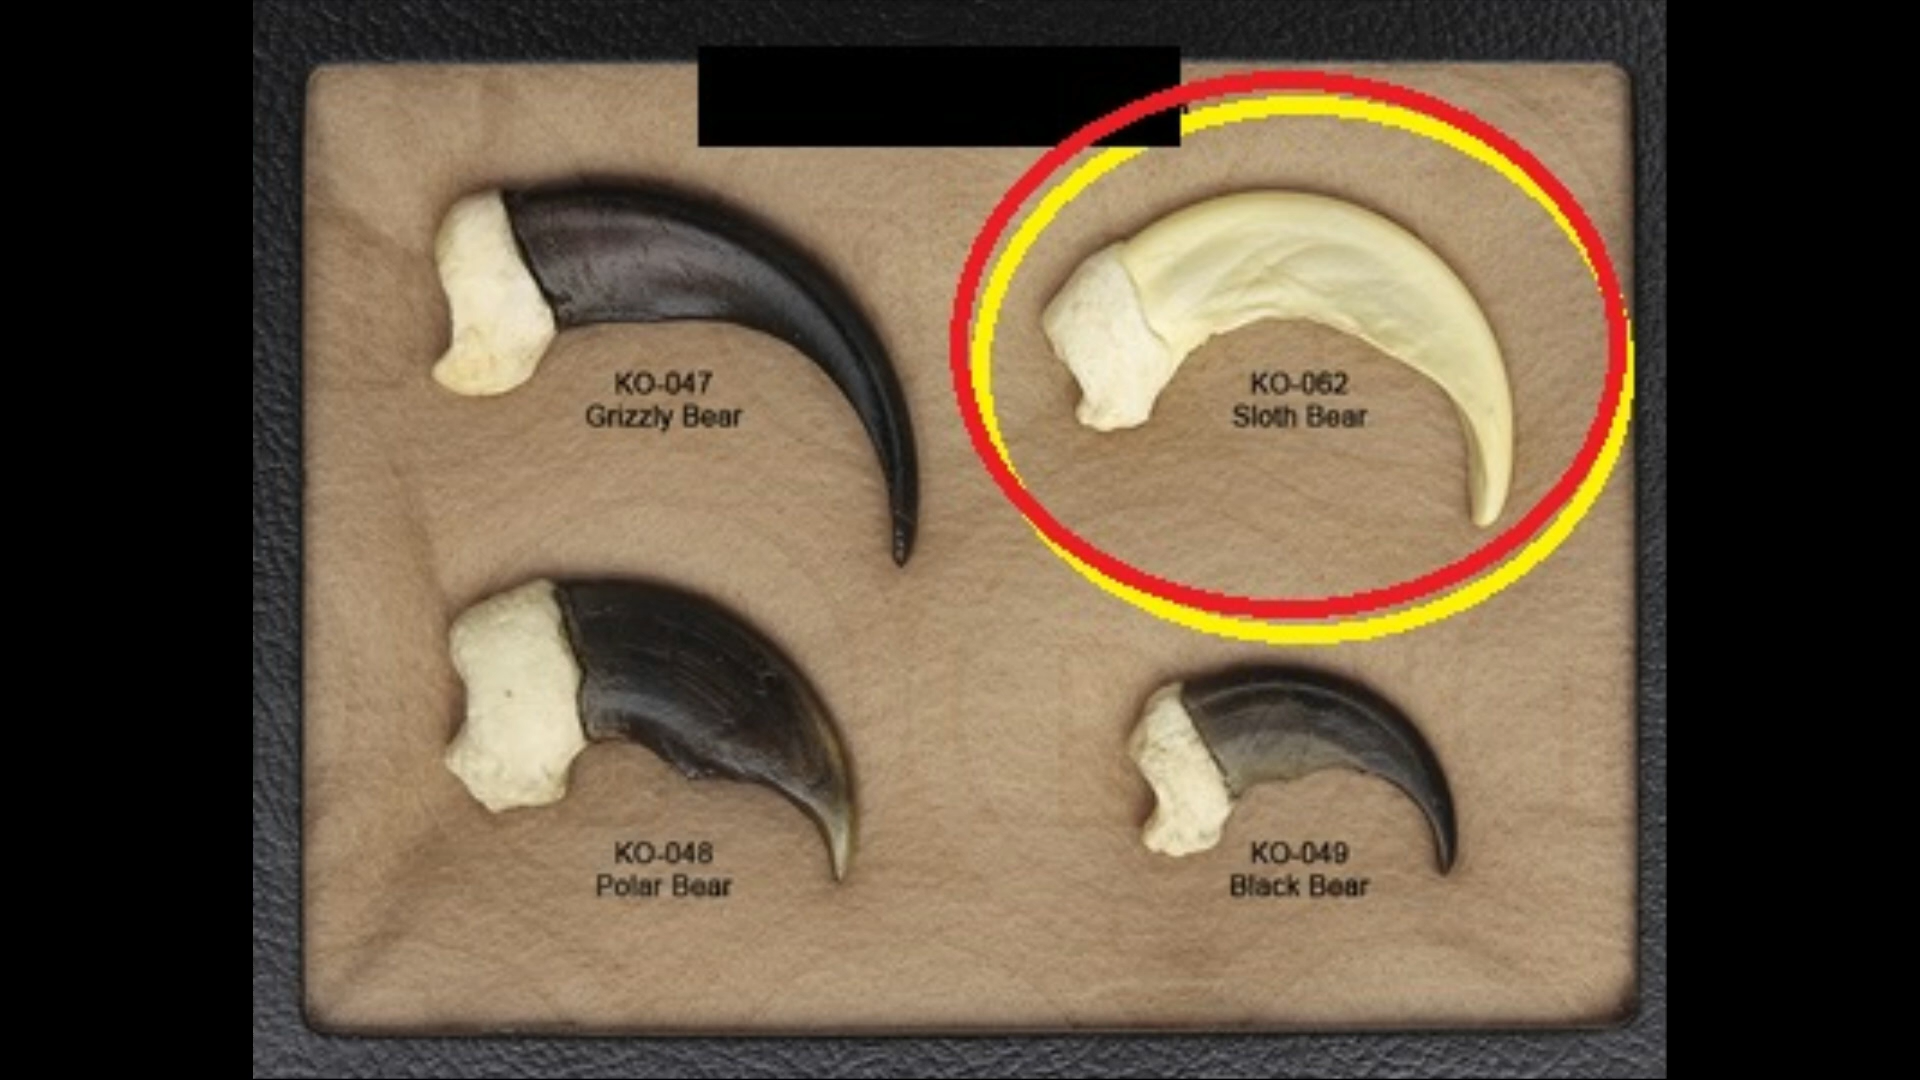 KO-047
Grizzly Bear
KO-062
Sloth Bear
KO-048
Polar Bear
KO-049
Black Bear